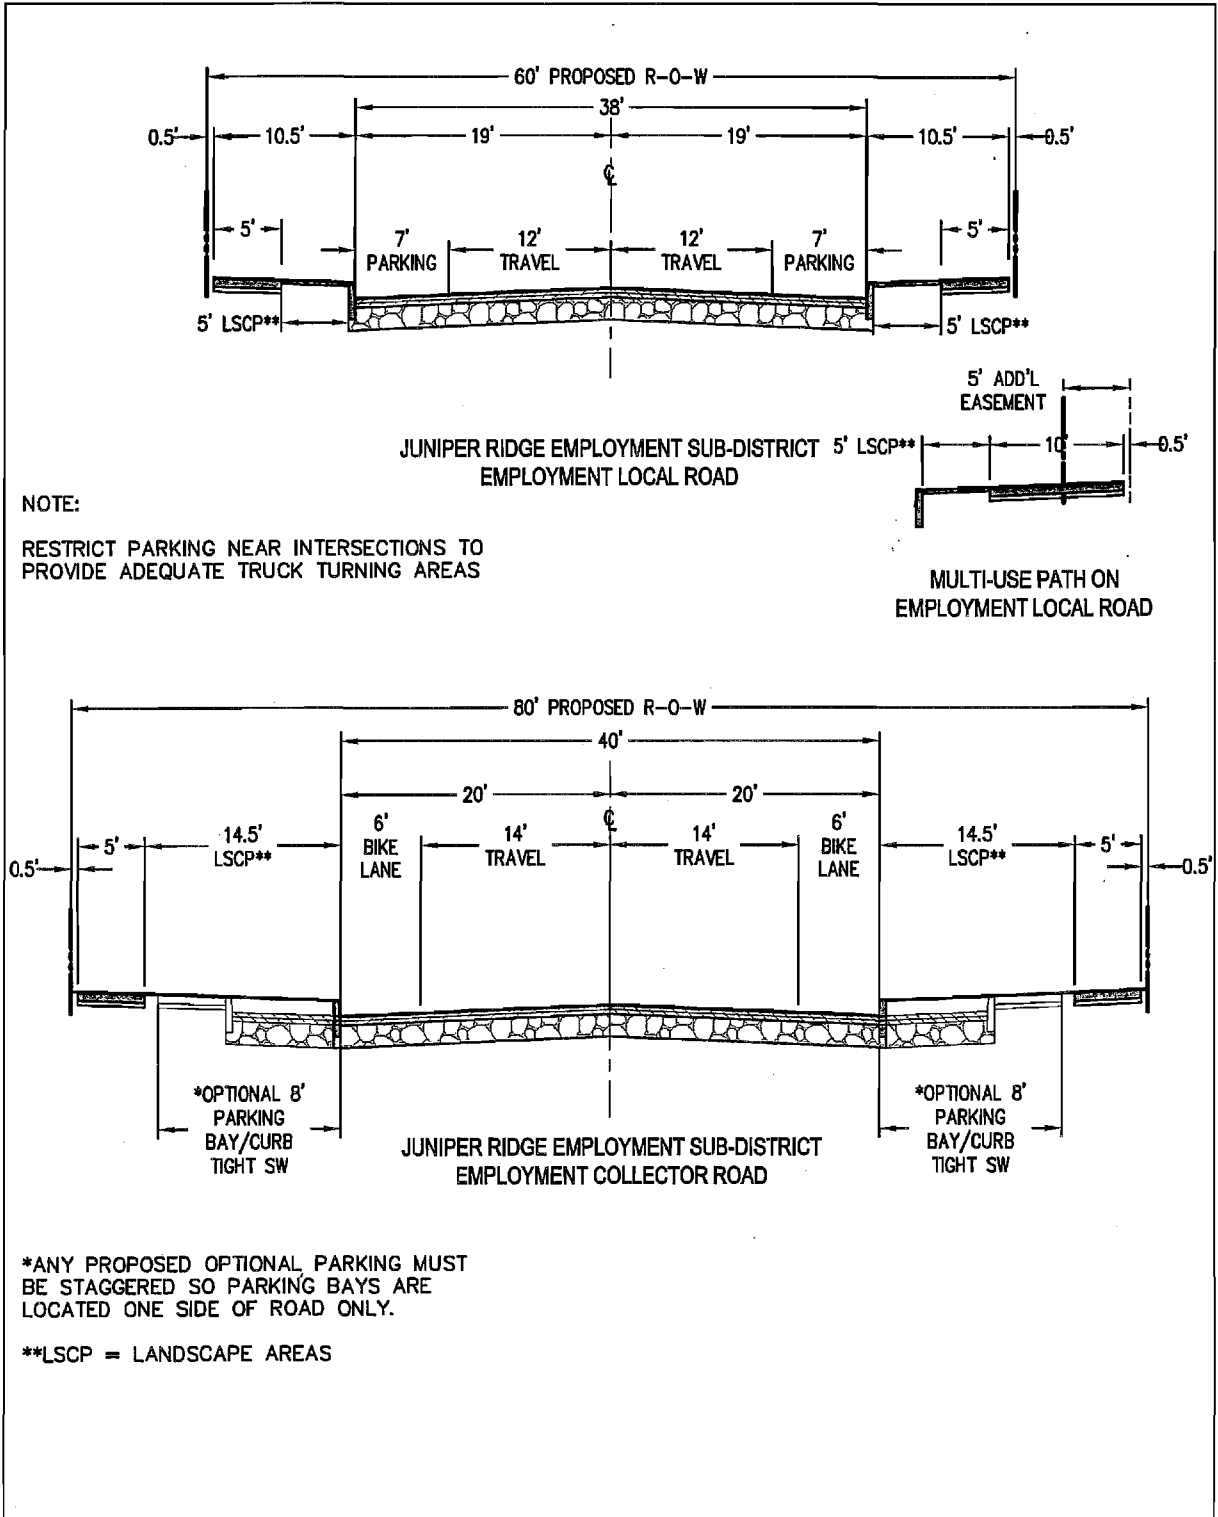 60' PROPOSED R-O-W
38'
0.5' 10.5' 19' 19' 10.5' 0.5'
℄
5' 5'
7' 12' 12' 7'
PARKING TRAVEL TRAVEL PARKING
5' LSCP** 5' LSCP**
5' ADD'L
EASEMENT
JUNIPER RIDGE EMPLOYMENT SUB-DISTRICT
EMPLOYMENT LOCAL ROAD
5' LSCP** 10' 0.5'
NOTE:
RESTRICT PARKING NEAR INTERSECTIONS TO
PROVIDE ADEQUATE TRUCK TURNING AREAS
MULTI-USE PATH ON
EMPLOYMENT LOCAL ROAD
80' PROPOSED R-O-W
40'
20' 20'
℄
0.5' 5'
14.5'
LSCP**
6'
BIKE
LANE
14'
TRAVEL
14'
TRAVEL
6'
BIKE
LANE
14.5'
LSCP**
5' 0.5'
*OPTIONAL 8'
PARKING
BAY/CURB
TIGHT SW
*OPTIONAL 8'
PARKING
BAY/CURB
TIGHT SW
JUNIPER RIDGE EMPLOYMENT SUB-DISTRICT
EMPLOYMENT COLLECTOR ROAD
*ANY PROPOSED OPTIONAL PARKING MUST
BE STAGGERED SO PARKING BAYS ARE
LOCATED ONE SIDE OF ROAD ONLY.
**LSCP = LANDSCAPE AREAS